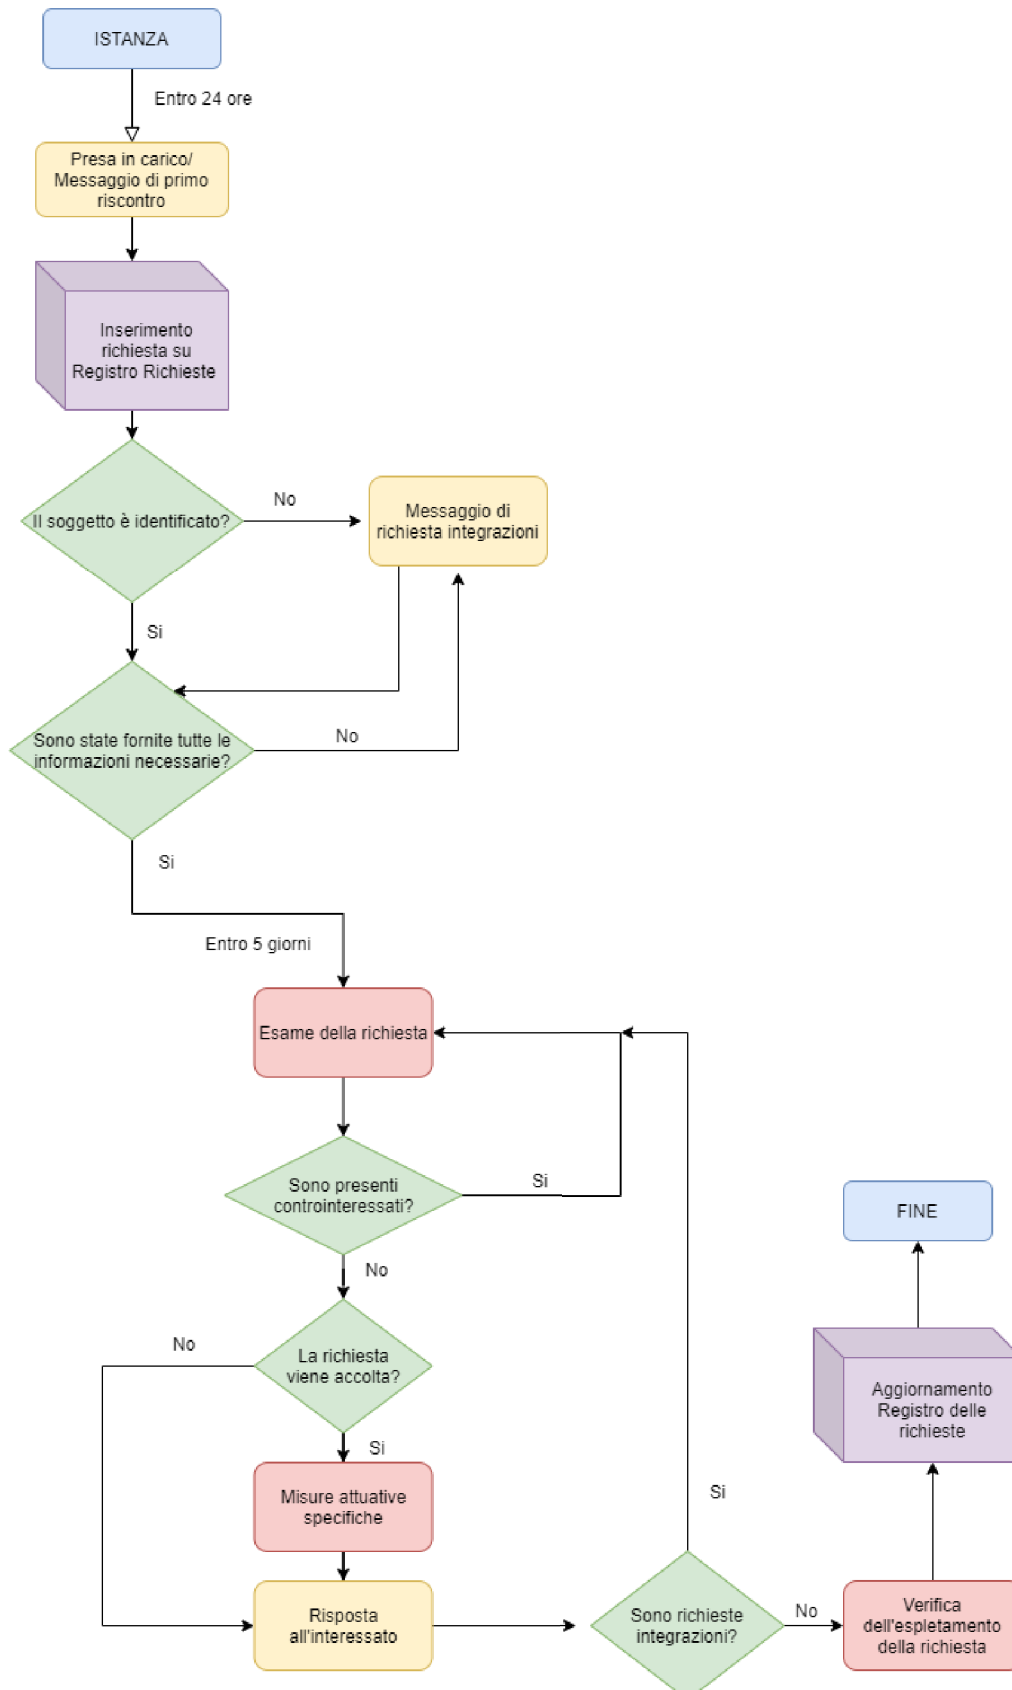 ISTANZA
Entro 24 ore
Presa in carico/
Messaggio di primo
riscontro
Inserimento
richiesta su
Registro Richieste
Il soggetto è identificato?
No
Messaggio di
richiesta integrazioni
Si
Sono state fornite tutte le
informazioni necessarie?
No
Si
Entro 5 giorni
Esame della richiesta
Sono presenti
controinteressati?
Si
No
La richiesta
viene accolta?
No
Si
Misure attuative
specifiche
Risposta
all'interessato
Sono richieste
integrazioni?
Si
No
Verifica
dell'espletamento
della richiesta
Aggiornamento
Registro delle
richieste
FINE